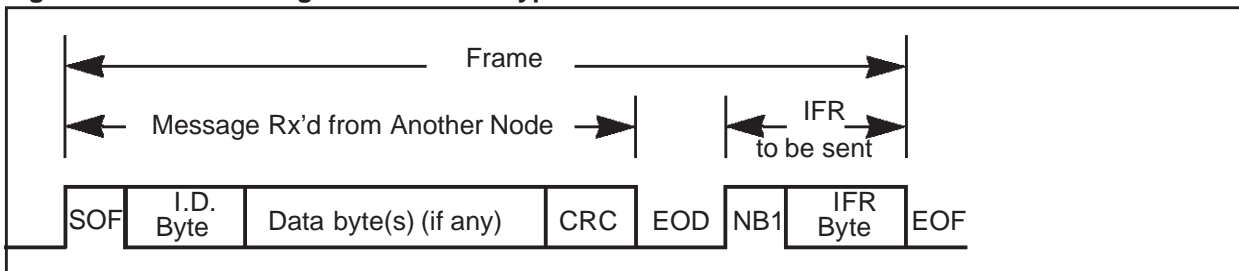 Frame
Message Rx'd from Another Node
IFR
to be sent
SOF
I.D.
Byte
Data byte(s) (if any)
CRC
EOD
NB1
IFR
Byte
EOF